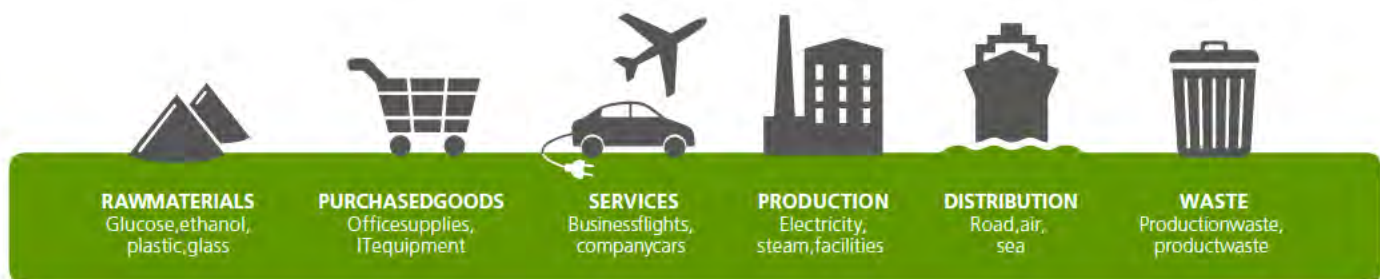 RAWMATERIALS
Glucose,ethanol,
plastic,glass
PURCHASEDGOODS
Officesupplies,
ITequipment
SERVICES
Businessflights,
companycars
PRODUCTION
Electricity,
steam,facilities
DISTRIBUTION
Road,air,
sea
WASTE
Productionwaste,
productwaste